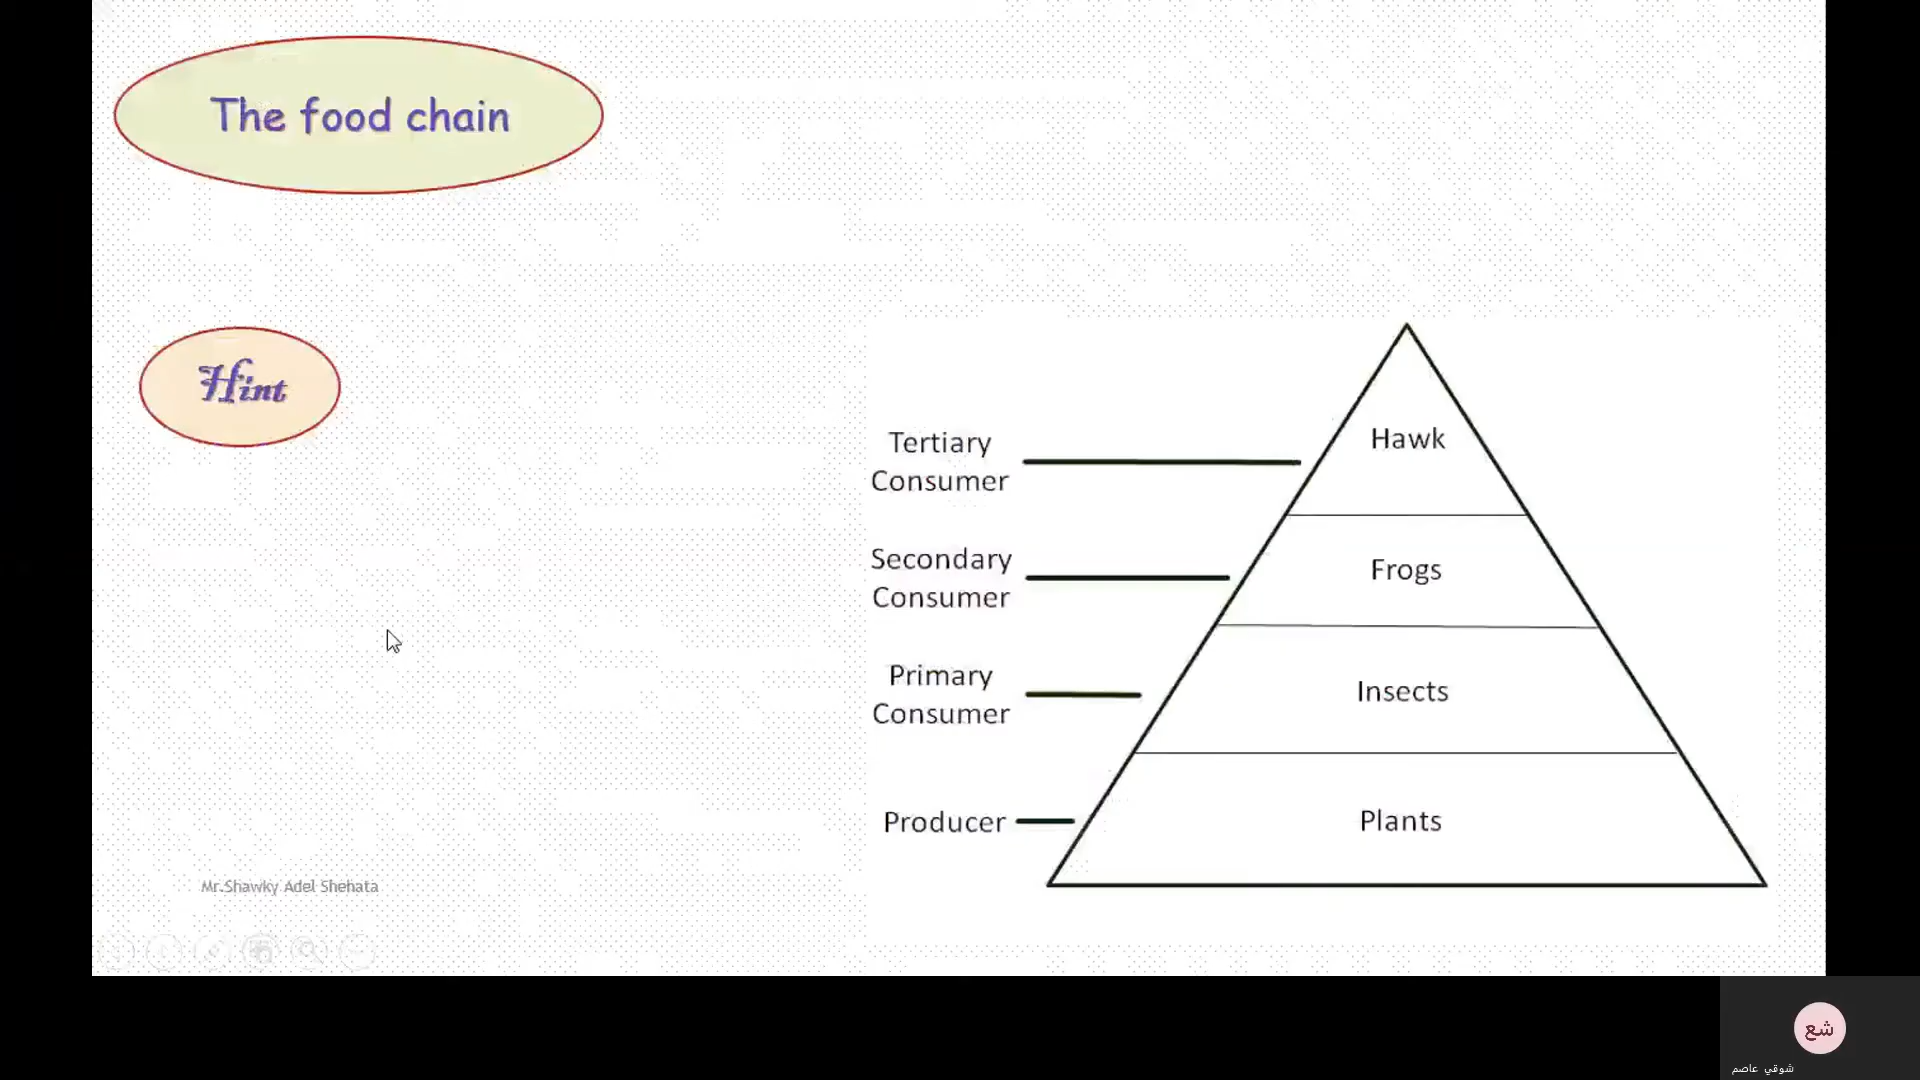 The food chain
Hint
Tertiary
Consumer
Hawk
Secondary
Consumer
Frogs
Primary
Consumer
Insects
Producer
Plants
Mr.Shawky Adel Shehata
شع
شوقي عاصم